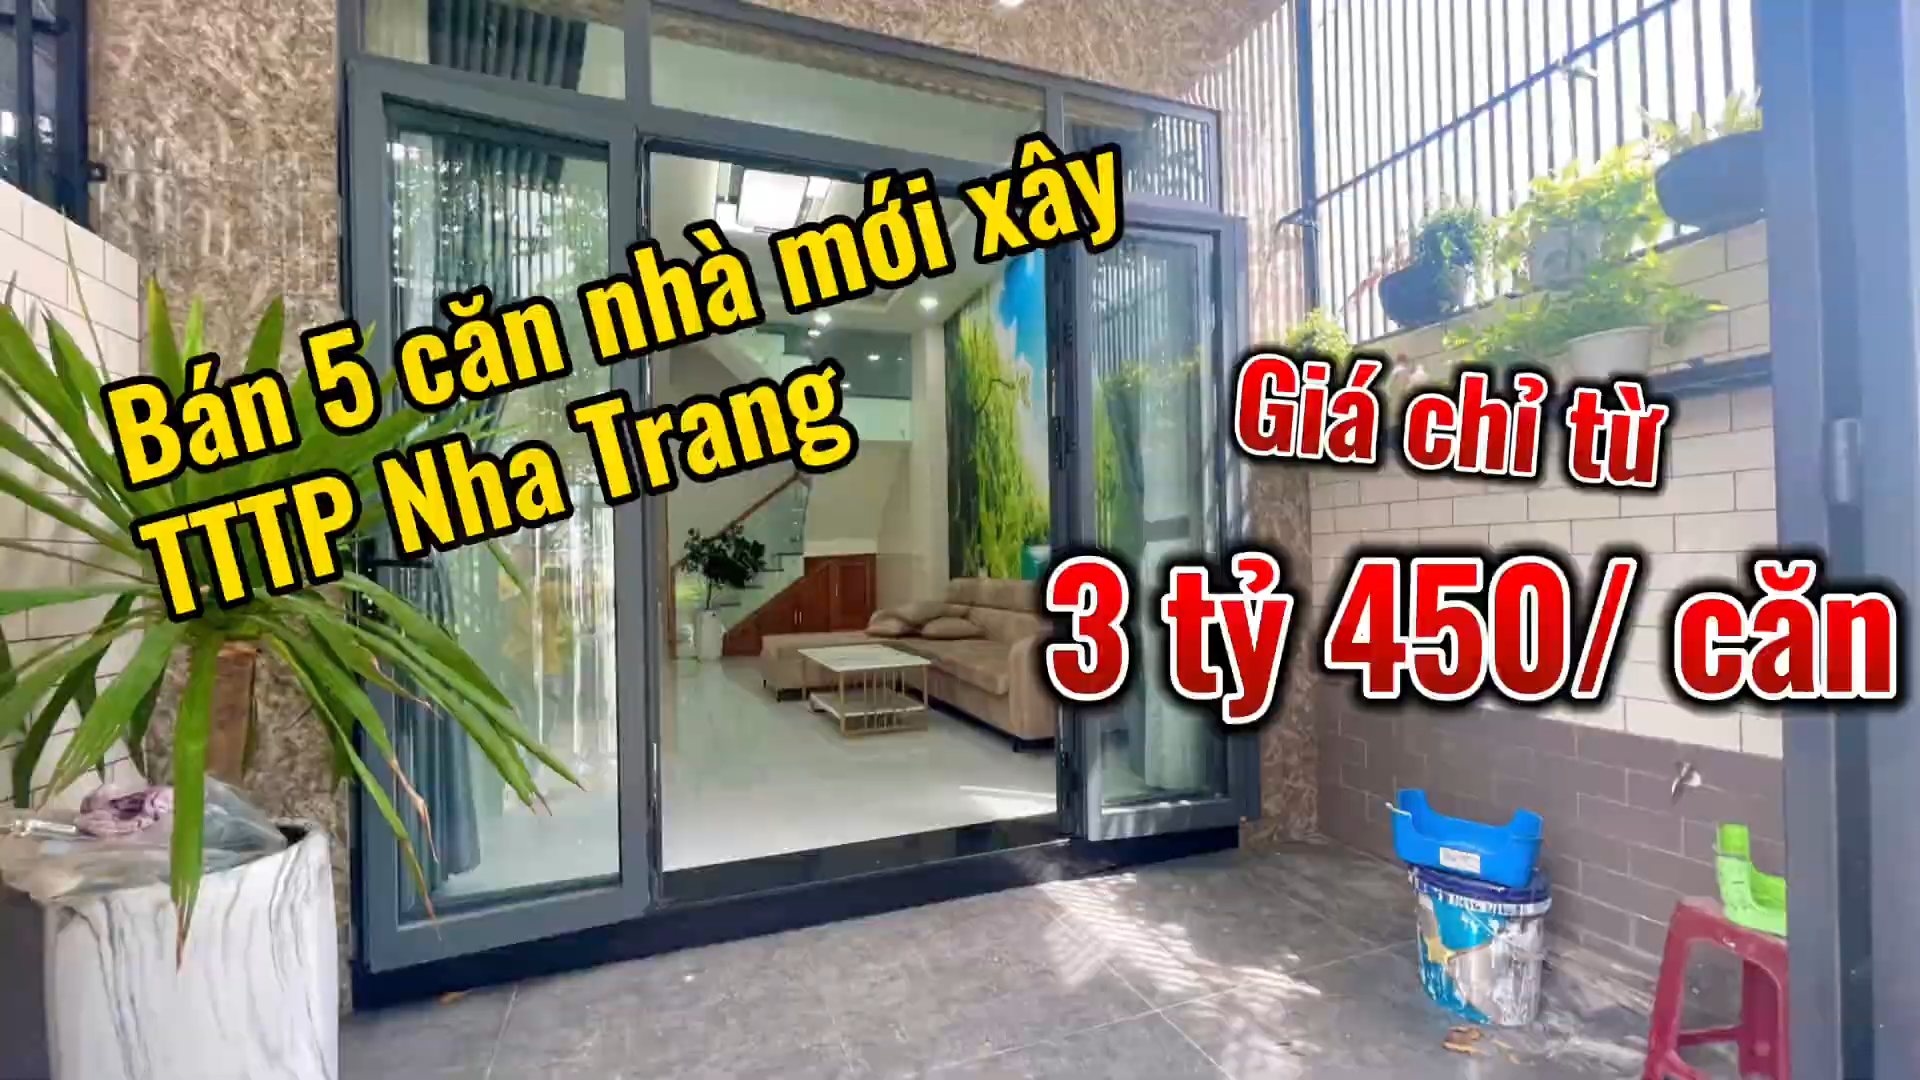 Bán 5 căn nhà mới xây
TTTP Nha Trang
Giá chỉ từ
3 tỷ 450/ căn